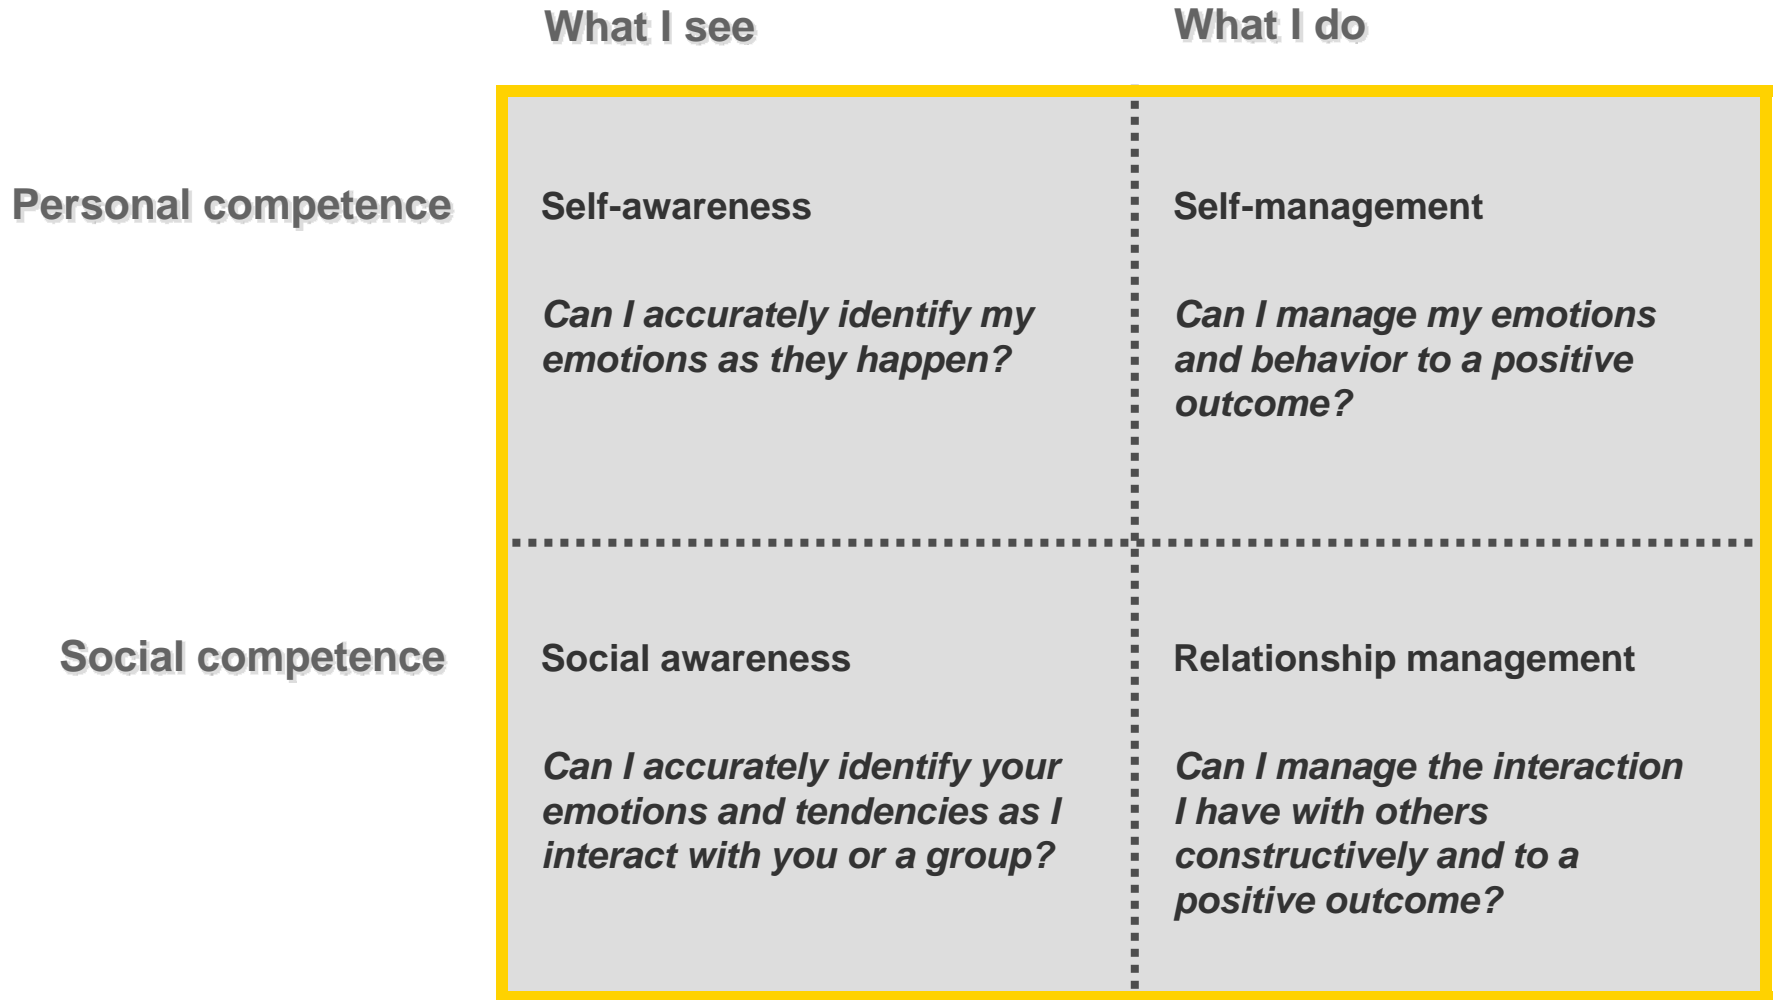 What I see
What I do
Personal competence
Self-awareness
Self-management
Can I accurately identify my
emotions as they happen?
Can I manage my emotions
and behavior to a positive
outcome?
Social competence
Social awareness
Relationship management
Can I accurately identify your
emotions and tendencies as I
interact with you or a group?
Can I manage the interaction
I have with others
constructively and to a
positive outcome?